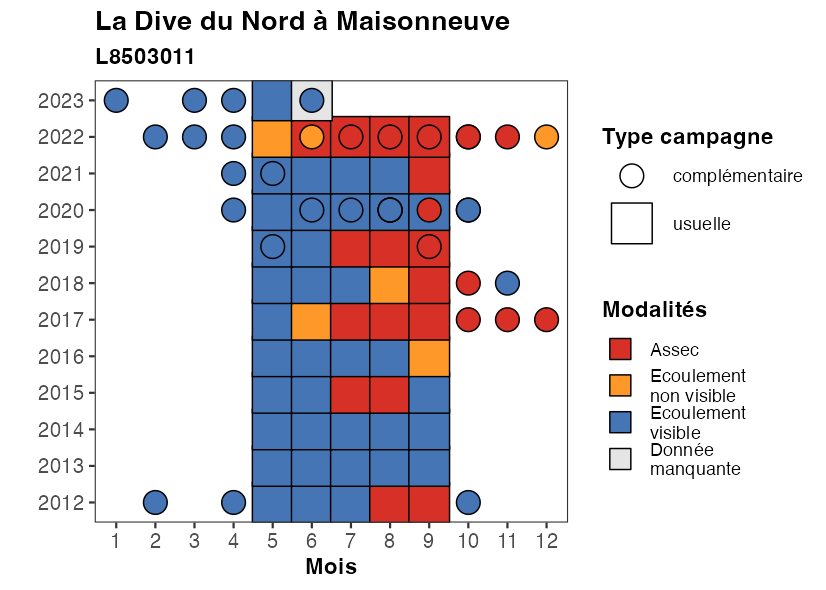 La Dive du Nord à Maisonneuve
L8503011
2023
2022
2021
2020
2019
2018
2017
2016
2015
2014
2013
2012
1 2 3 4 5 6 7 8 9 10 11 12
Mois
Type campagne
complémentaire
usuelle
Modalités
Assec
Ecoulement
non visible
Ecoulement
visible
Donnée
manquante